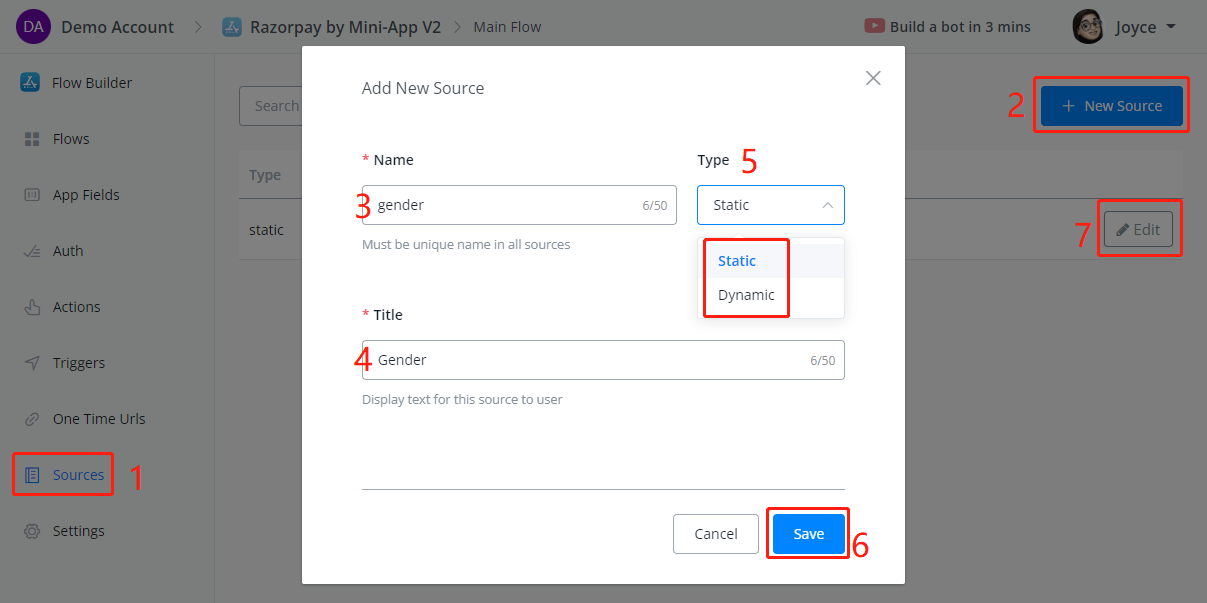 DA Demo Account > Razorpay by Mini-App V2 > Main Flow
Build a bot in 3 mins
Joyce
Flow Builder
Flows
App Fields
Auth
Actions
Triggers
One Time Urls
Sources
1
Settings
Search
2
+ New Source
Type
static
7
Edit
Add New Source
* Name
3
gender
6/50
Must be unique name in all sources
Type
5
Static
Static
Dynamic
* Title
4
Gender
6/50
Display text for this source to user
Cancel
Save
6